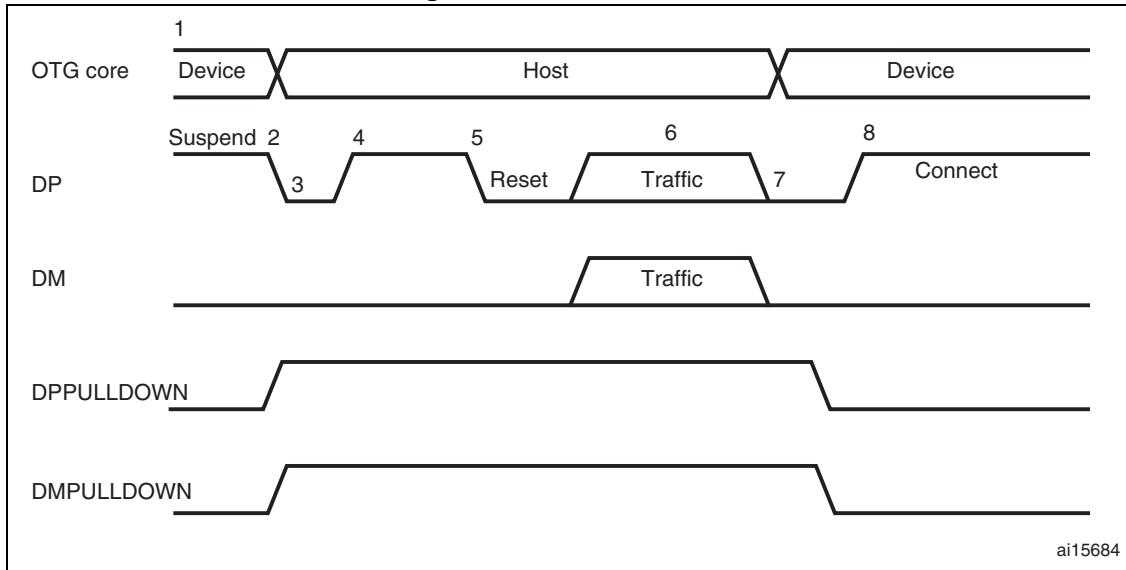 1
OTG core Device Host Device
Suspend 2 4 5 6 8
DP 3 Reset Traffic 7 Connect
DM Traffic
DPPULLDOWN
DMPULLDOWN
ai15684